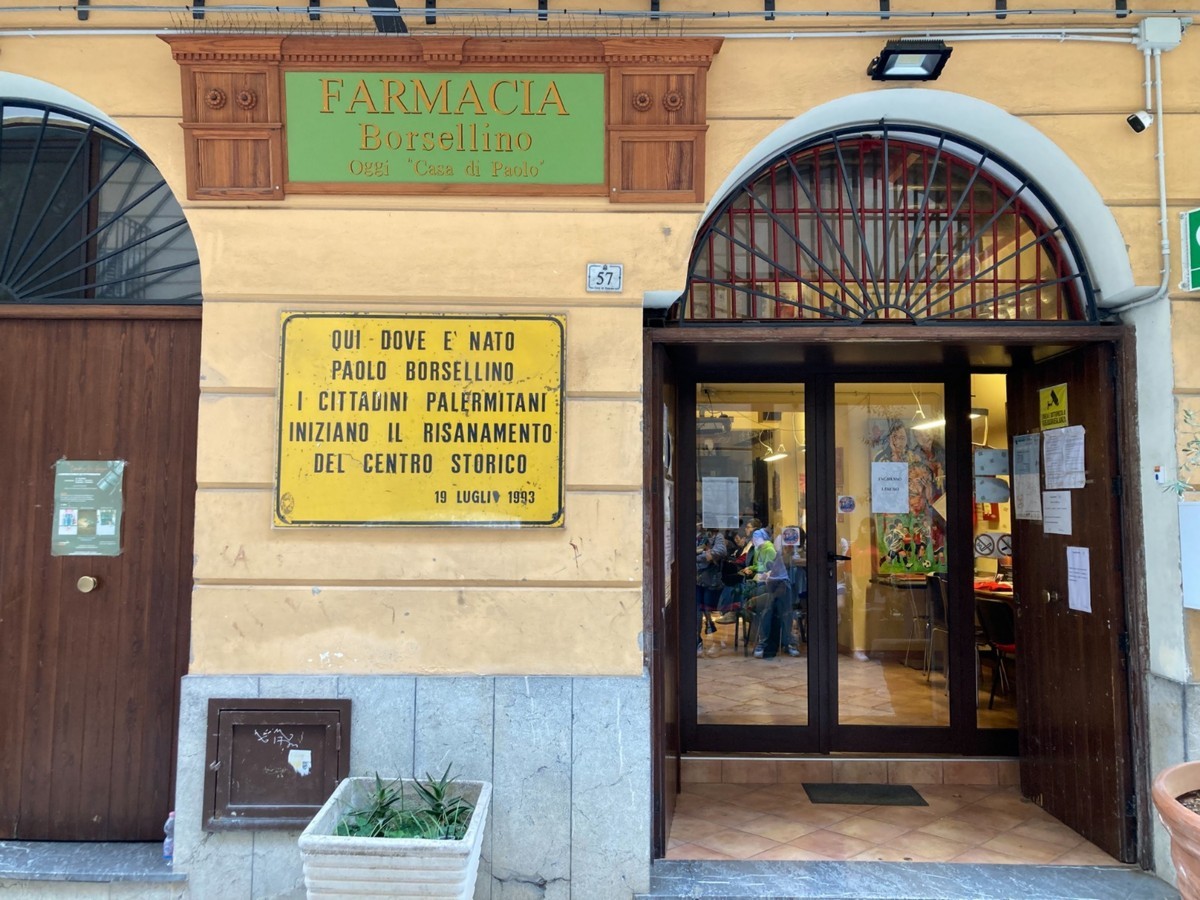 FARMACIA
Borsellino
Oggi "Casa di Paolo"
57
QUI DOVE E' NATO
PAOLO BORSELLINO
I CITTADINI PALERMITANI
INIZIANO IL RISANAMENTO
DEL CENTRO STORICO
19 LUGLIO 1993